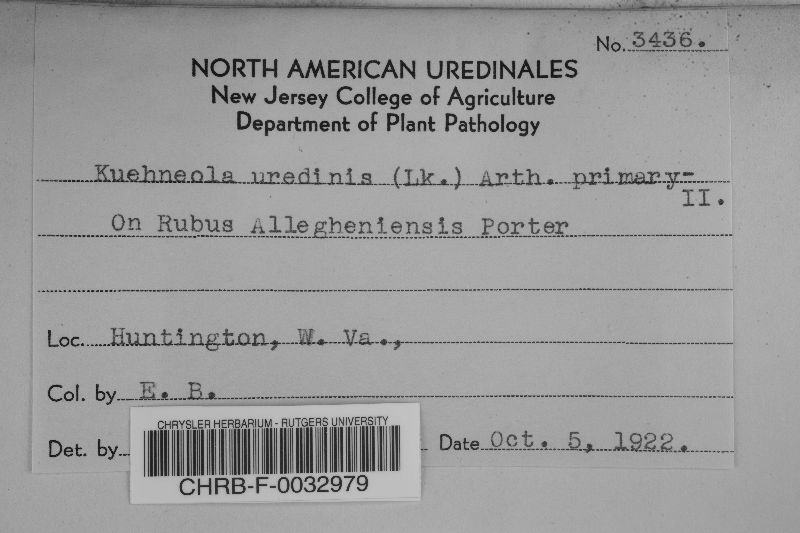 No. 3436.
NORTH AMERICAN UREDINALES
New Jersey College of Agriculture
Department of Plant Pathology
Kuehneola uredinis (Lk.) Arth. primary-
II.
On Rubus Allegheniensis Porter
Loc. Huntington, W. Va.,
Col. by E. B.
Det. by
Date Oct. 5, 1922.
CHRYSLER HERBARIUM - RUTGERS UNIVERSITY
CHRB-F-0032979